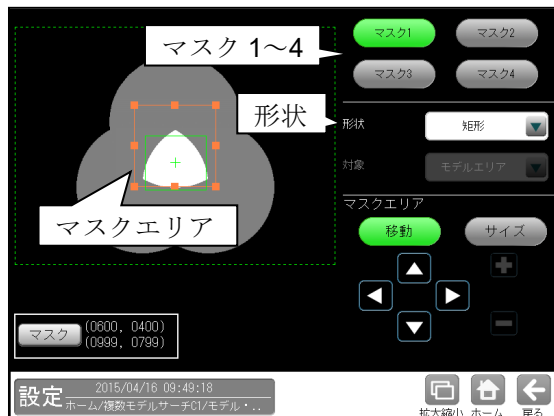 マスク1～4
マスク1
マスク2
マスク3
マスク4
形状
形状
矩形
対象
モデルエリア
マスクエリア
マスクエリア
移動
サイズ
マスク
(0600, 0400)
(0999, 0799)
設定
2015/04/16 09:49:18
ホーム/複数モデルサーチC1/モデル・..
拡大縮小
ホーム
戻る